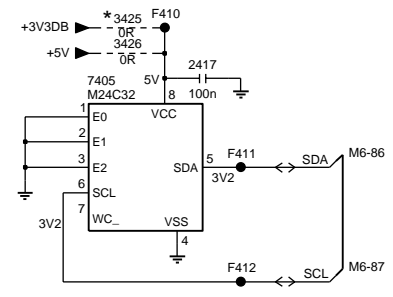 * 3425 F410
+3V3DB 0R
3426
+5V 0R
5V 2417
7405 100n
M24C32
8
VCC
1 E0
2 E1
3 E2
SDA 5 F411 SDA M6-86
3V2
6 SCL
7 WC_
3V2
VSS
4
F412 SCL M6-87